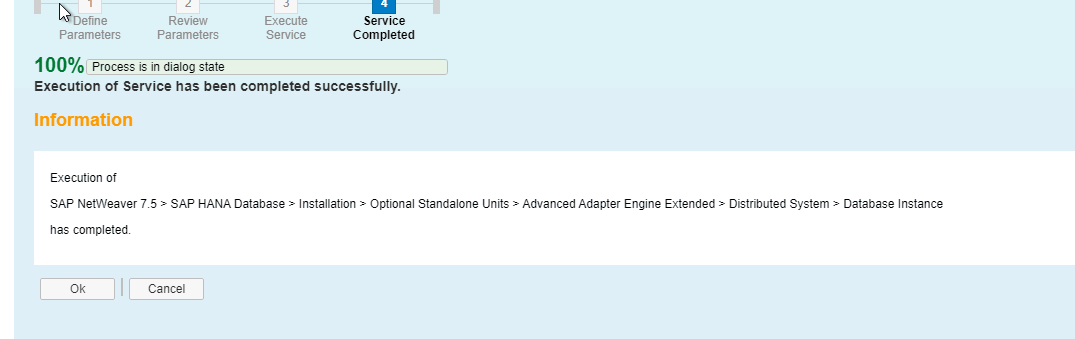 1 2 3 4
Define Review Execute Service
Parameters Parameters Service Completed
100% Process is in dialog state
Execution of Service has been completed successfully.
Information
Execution of
SAP NetWeaver 7.5 > SAP HANA Database > Installation > Optional Standalone Units > Advanced Adapter Engine Extended > Distributed System > Database Instance
has completed.
Ok Cancel